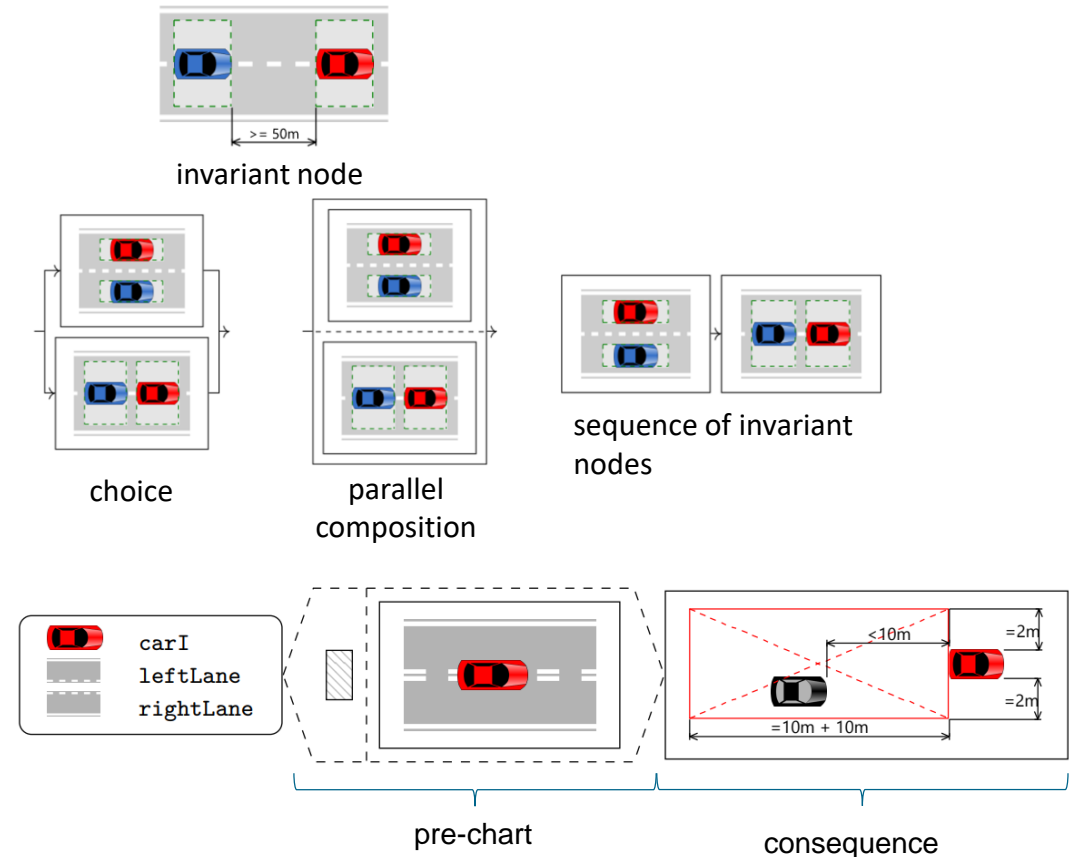 >= 50m
invariant node
choice
parallel
composition
sequence of invariant
nodes
carI
leftLane
rightLane
<10m
=2m
=2m
=10m + 10m
pre-chart
consequence